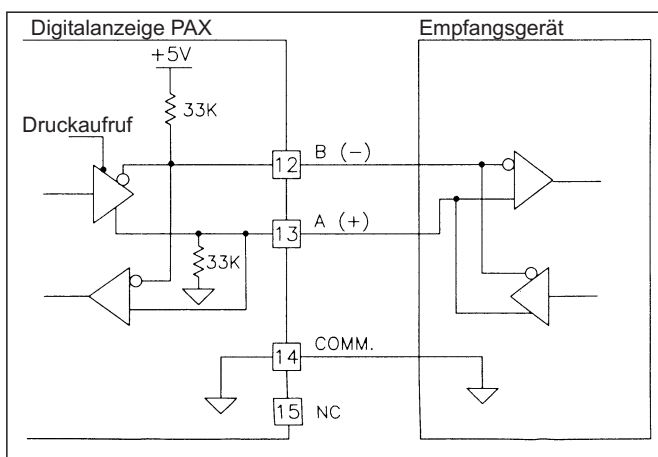 Digitalanzeige PAX
Empfangsgerät
+5V
33K
Druckaufruf
12
B (−)
13
A (+)
33K
14
COMM.
15
NC